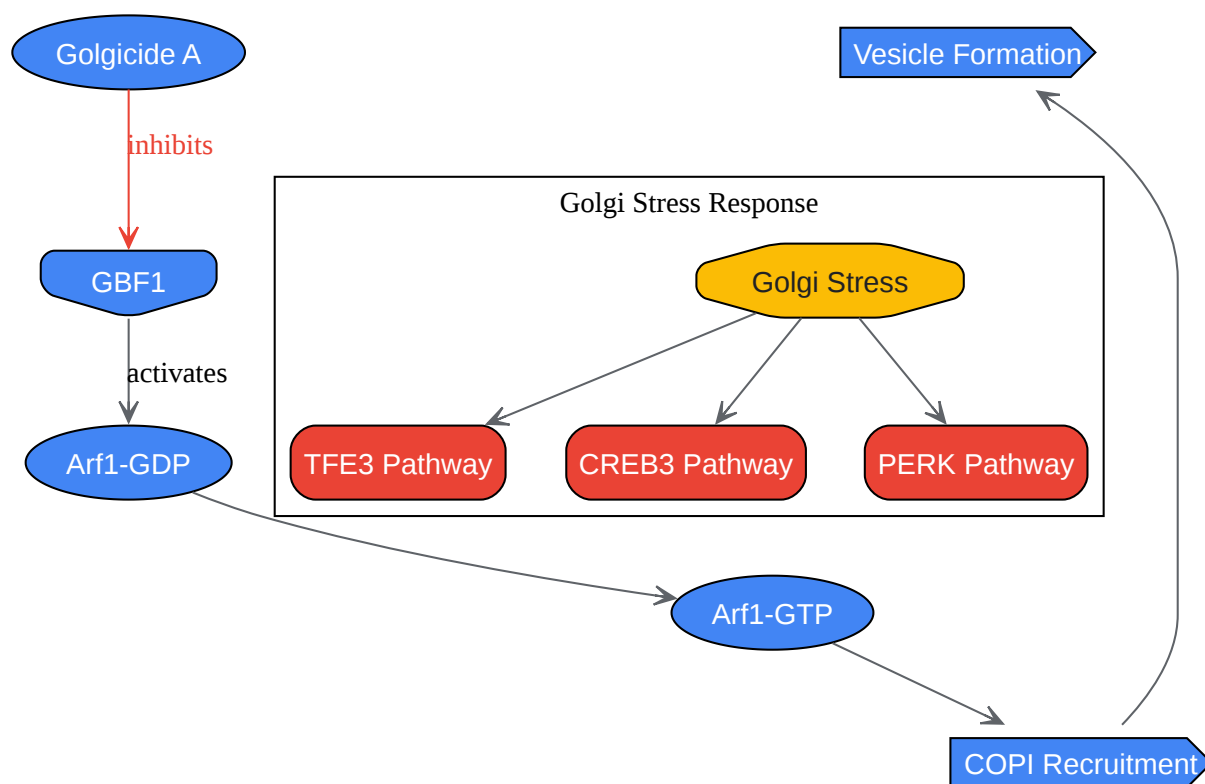 Golgicide A
Vesicle Formation
inhibits
Golgi Stress Response
GBF1
Golgi Stress
activates
Arf1-GDP
TFE3 Pathway
CREB3 Pathway
PERK Pathway
Arf1-GTP
COPI Recruitment